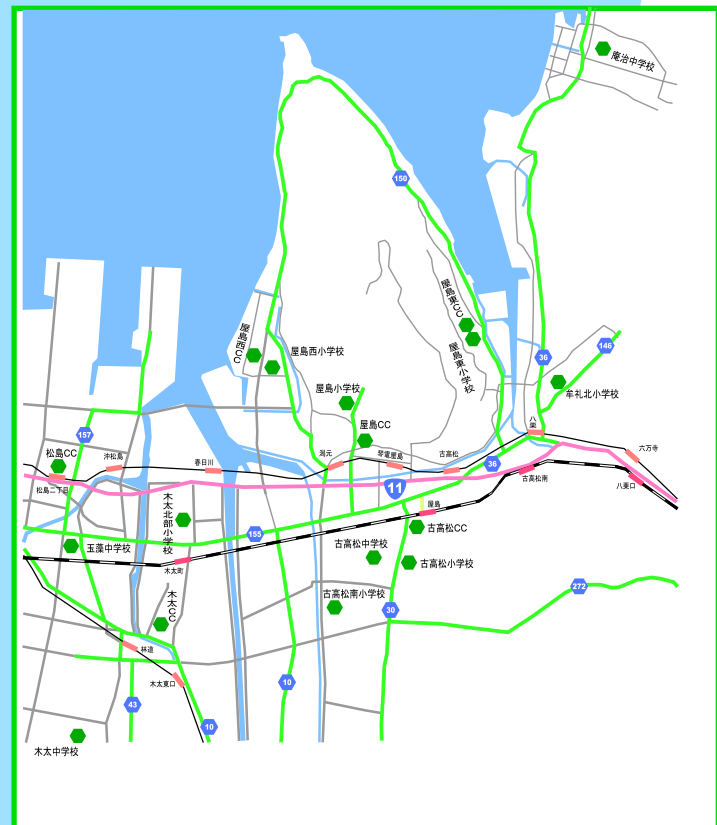 庵治中学校
150
屋島東CC
屋島西CC
屋島西小学校
屋島東小学校
146
36
屋島小学校
牟礼北小学校
屋島CC
八栗
157
松島CC
沖松島
春日川
潟元
琴電屋島
古高松
六万寺
36
松島二丁目
古高松南
八栗口
11
木太北部小学校
屋島
155
古高松CC
玉藻中学校
古高松中学校
古高松小学校
木太町
272
木太CC
古高松南小学校
30
林道
木太東口
10
43
10
木太中学校